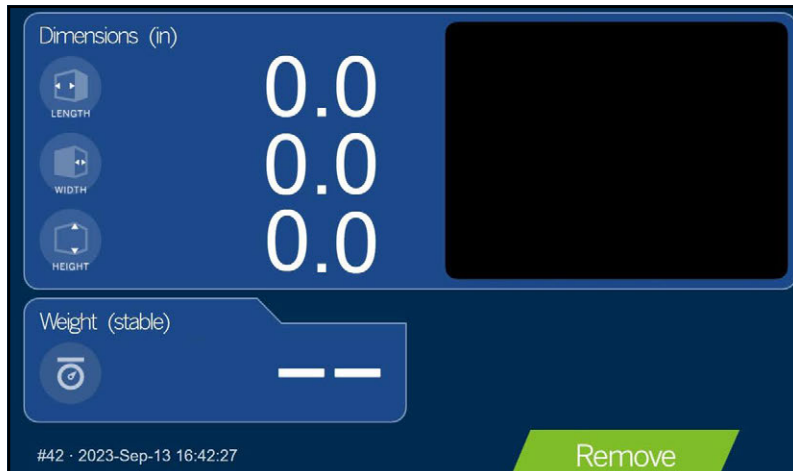 Dimensions (in)
LENGTH
0.0
WIDTH
0.0
HEIGHT
0.0
Weight (stable)
--
#42 · 2023-Sep-13 16:42:27
Remove